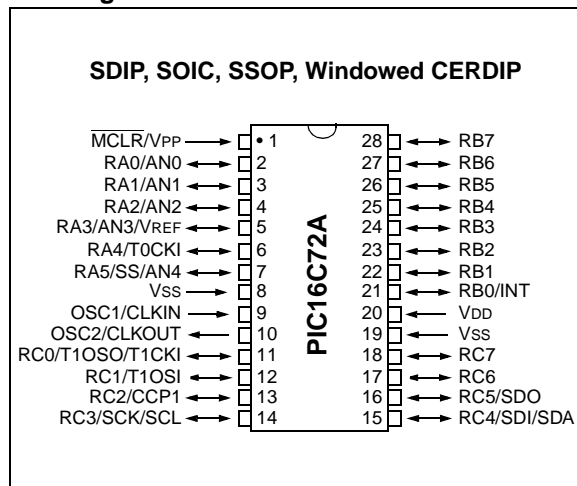 SDIP, SOIC, SSOP, Windowed CERDIP
MCLR/VPP • 1 28 RB7
RA0/AN0 2 27 RB6
RA1/AN1 3 26 RB5
RA2/AN2 4 25 RB4
RA3/AN3/VREF 5 24 RB3
RA4/T0CKI 6 23 RB2
RA5/SS/AN4 7 22 RB1
VSS 8 21 RB0/INT
OSC1/CLKIN 9 20 VDD
OSC2/CLKOUT 10 19 VSS
RC0/T1OSO/T1CKI 11 18 RC7
RC1/T1OSI 12 17 RC6
RC2/CCP1 13 16 RC5/SDO
RC3/SCK/SCL 14 15 RC4/SDI/SDA
PIC16C72A